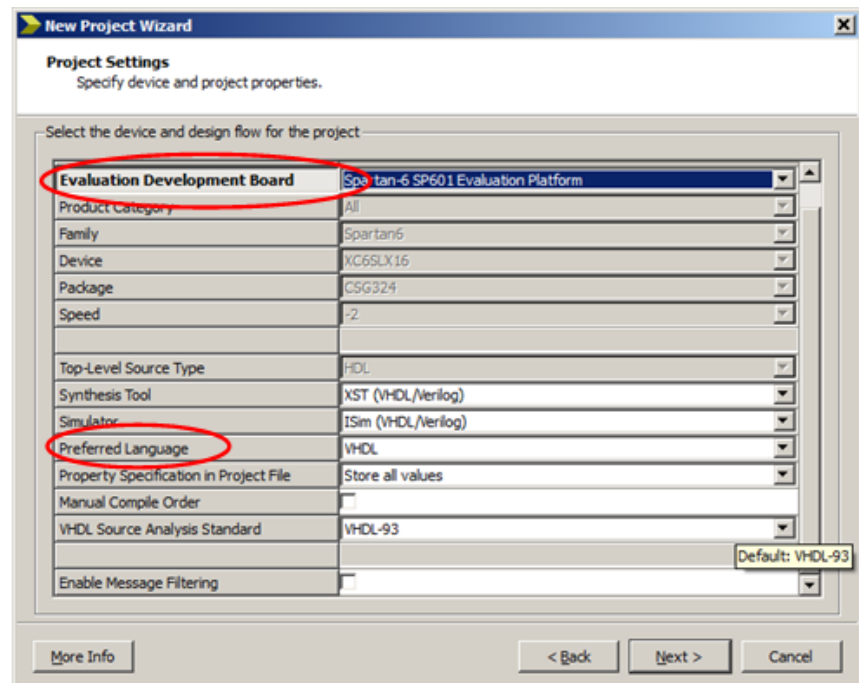 New Project Wizard
Project Settings
Specify device and project properties.
Select the device and design flow for the project
Evaluation Development Board Spartan-6 SP601 Evaluation Platform
Product Category All
Family Spartan6
Device XC6SLX16
Package CSG324
Speed -2
Top-Level Source Type HDL
Synthesis Tool XST (VHDL/Verilog)
Simulator ISim (VHDL/Verilog)
Preferred Language VHDL
Property Specification in Project File Store all values
Manual Compile Order
VHDL Source Analysis Standard VHDL-93
Default: VHDL-93
Enable Message Filtering
More Info < Back Next > Cancel